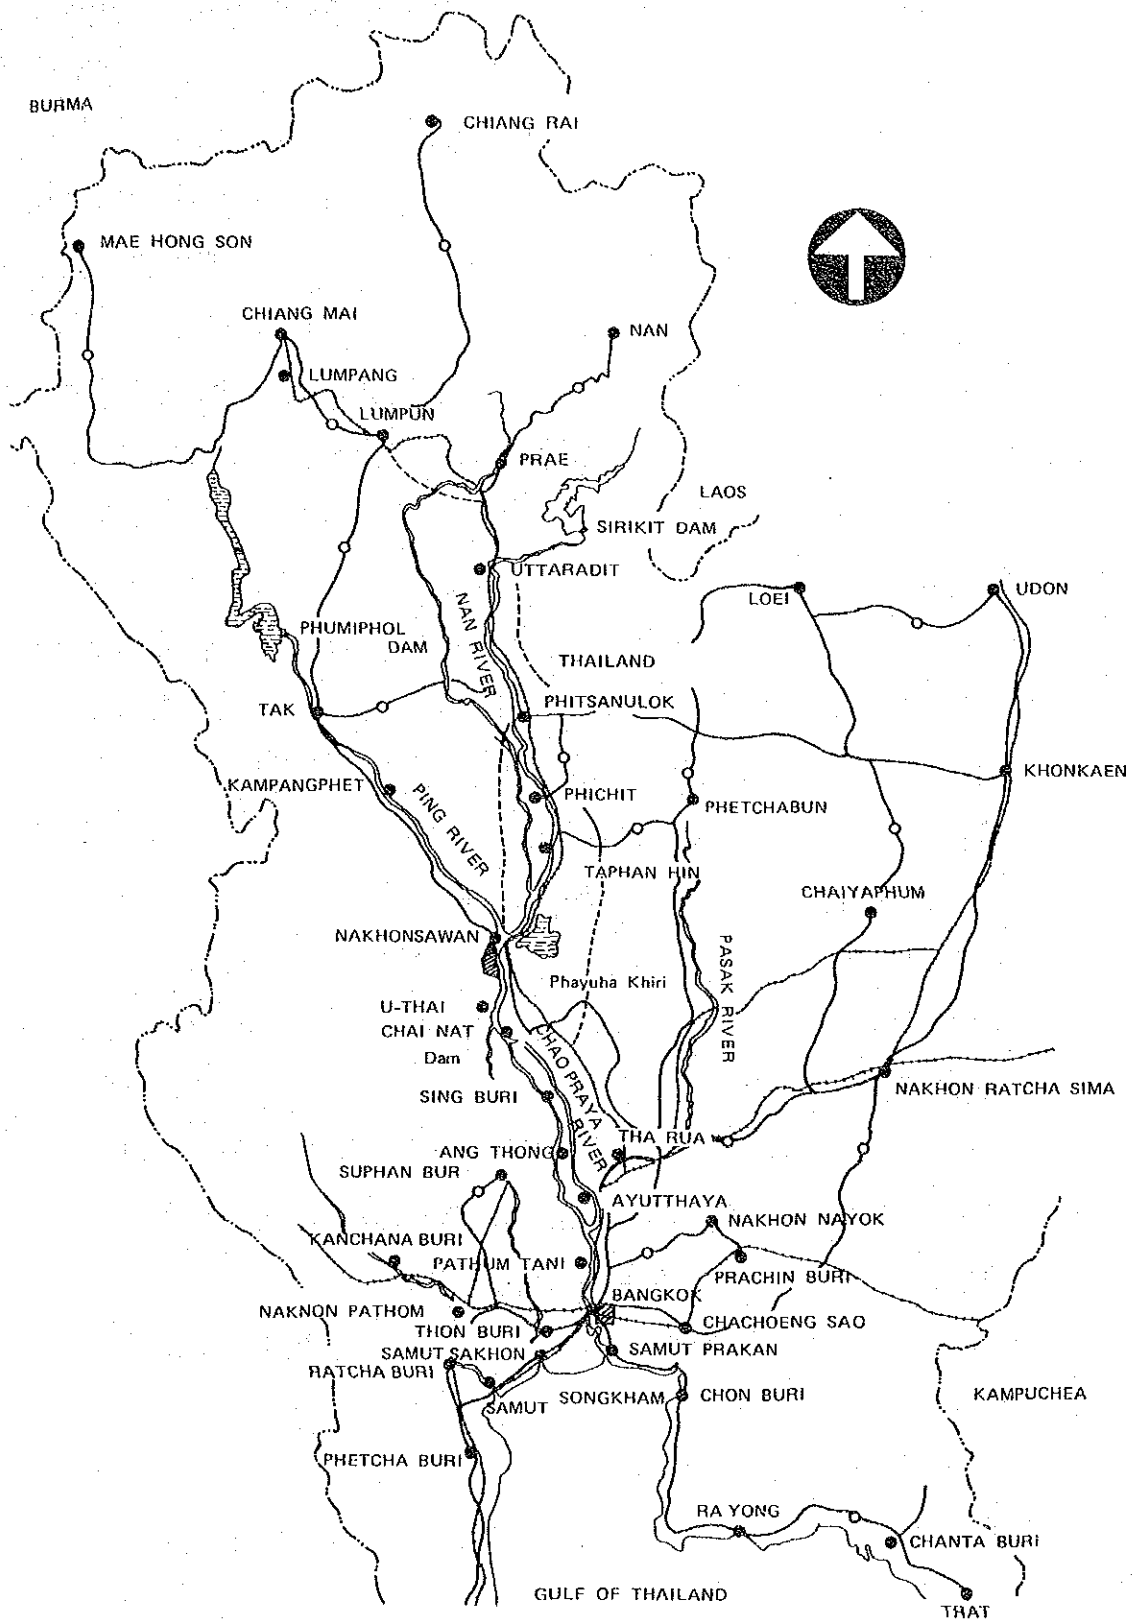 BURMA
CHIANG RAI
MAE HONG SON
CHIANG MAI
NAN
LUMPANG
LUMPUN
PRAE
LAOS
SIRIKIT DAM
UTTARADIT
LOEI
UDON
NAN RIVER
PHUMIPHOL
DAM
THAILAND
PHITSANULOK
TAK
KHONKAEN
KAMPANGPHET
PING RIVER
PHICHIT
PHETCHABUN
TAPHAN HIN
CHAIYAPHUM
NAKHONSAWAN
PASAK RIVER
Phayuha Khiri
U-THAI
CHAI NAT
Dam
CHAO PRAYA
RIVER
SING BURI
NAKHON RATCHA SIMA
THA RUA
ANG THONG
SUPHAN BUR
AYUTTHAYA
NAKHON NAYOK
KANCHANA BURI
PATHUM TANI
PRACHIN BURI
BANGKOK
NAKNON PATHOM
CHACHOENG SAO
THON BURI
SAMUT SAKHON
SAMUT PRAKAN
RATCHA BURI
SAMUT SONGKHAM
CHON BURI
KAMPUCHEA
PHETCHA BURI
RA YONG
CHANTA BURI
GULF OF THAILAND
THAT